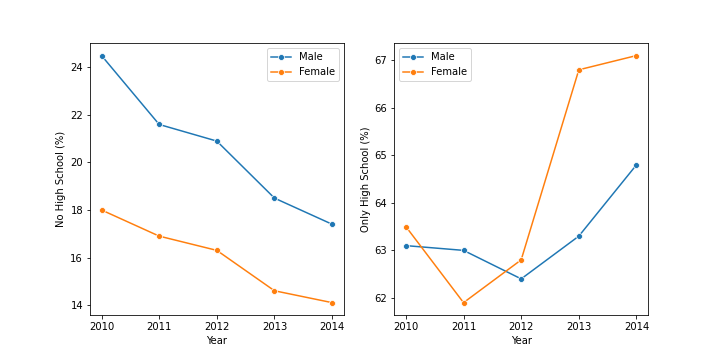 No High School (%)
24
22
20
18
16
14
2010 2011 2012 2013 2014
Year
Male
Female
Only High School (%)
67
66
65
64
63
62
2010 2011 2012 2013 2014
Year
Male
Female